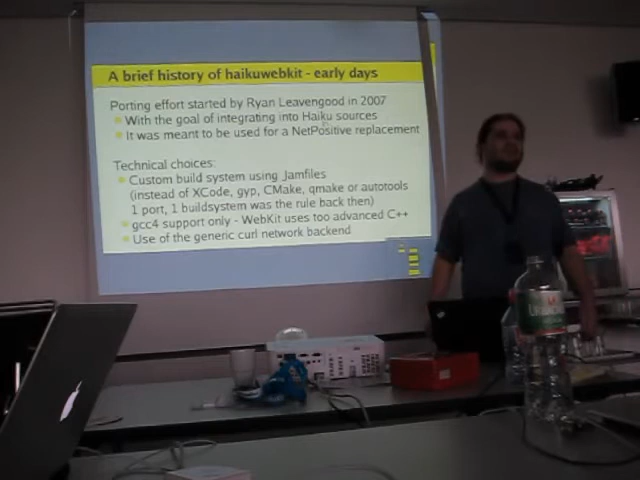 A brief history of haikuwebkit - early days
Porting effort started by Ryan Leavengood in 2007
With the goal of integrating into Haiku sources
It was meant to be used for a NetPositive replacement
Technical choices:
Custom build system using Jamfiles
(instead of XCode, gyp, CMake, qmake or autotools
1 port, 1 buildsystem was the rule back then)
gcc4 support only - WebKit uses too advanced C++
Use of the generic curl network backend